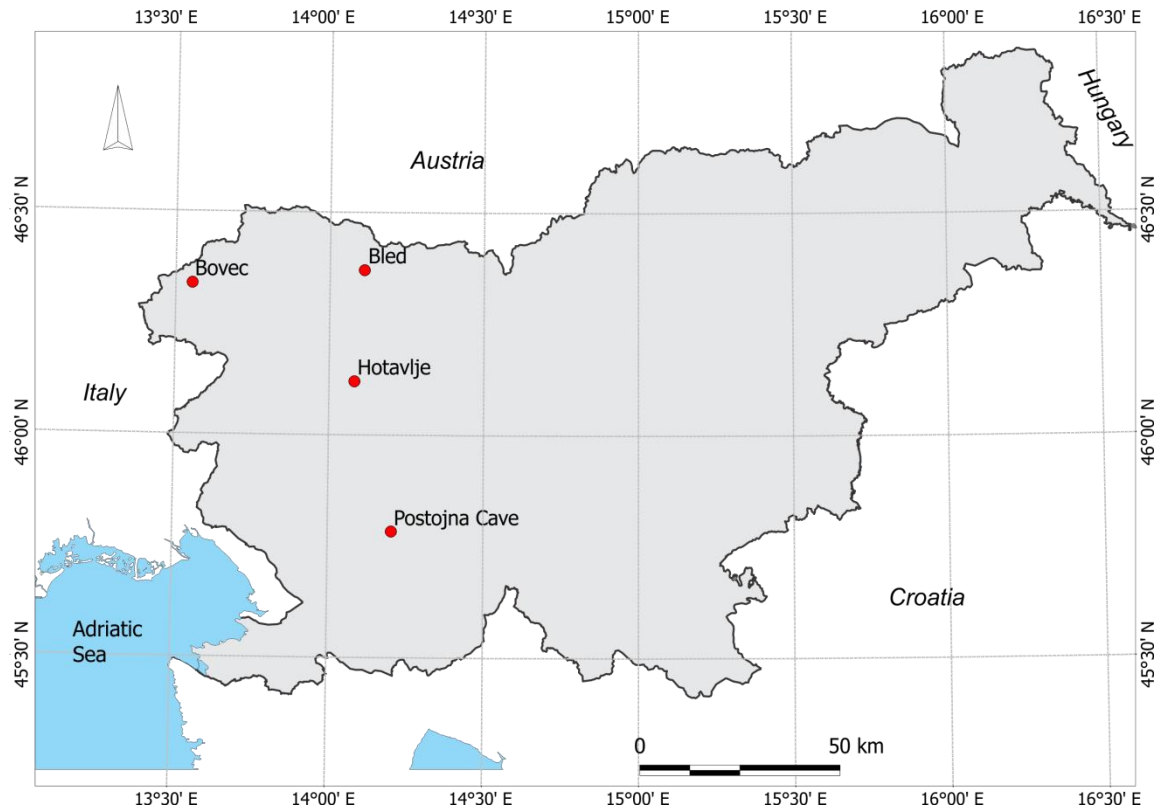 13°30' E 14°00' E 14°30' E 15°00' E 15°30' E 16°00' E 16°30' E
Hungary
Austria
46°30' N
46°30' N
Bled
Bovec
Hotavlje
Italy
46°00' N
46°00' N
Postojna Cave
Croatia
Adriatic
Sea
45°30' N
45°30' N
0 50 km
13°30' E 14°00' E 14°30' E 15°00' E 15°30' E 16°00' E 16°30' E